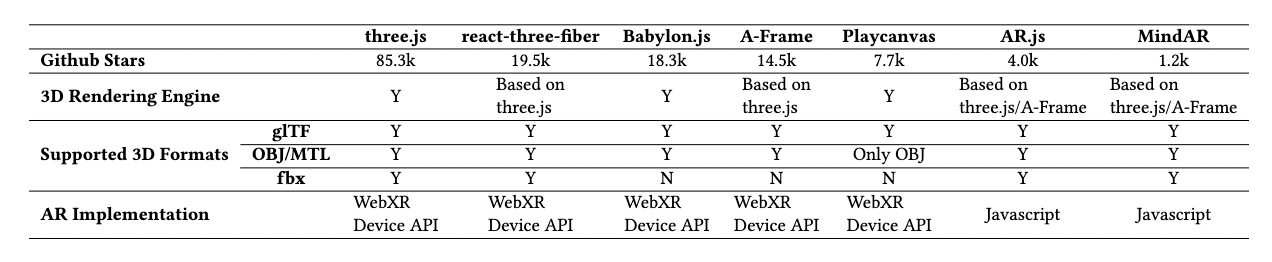 three.js react-three-fiber Babylon.js A-Frame Playcanvas AR.js MindAR
Github Stars 85.3k 19.5k 18.3k 14.5k 7.7k 4.0k 1.2k
3D Rendering Engine Y Based on three.js Y Based on three.js Y Based on three.js/A-Frame Based on three.js/A-Frame
Supported 3D Formats glTF Y Y Y Y Y Y Y
OBJ/MTL Y Y Y Y Only OBJ Y Y
fbx Y Y N N N Y Y
AR Implementation WebXR Device API WebXR Device API WebXR Device API WebXR Device API WebXR Device API Javascript Javascript